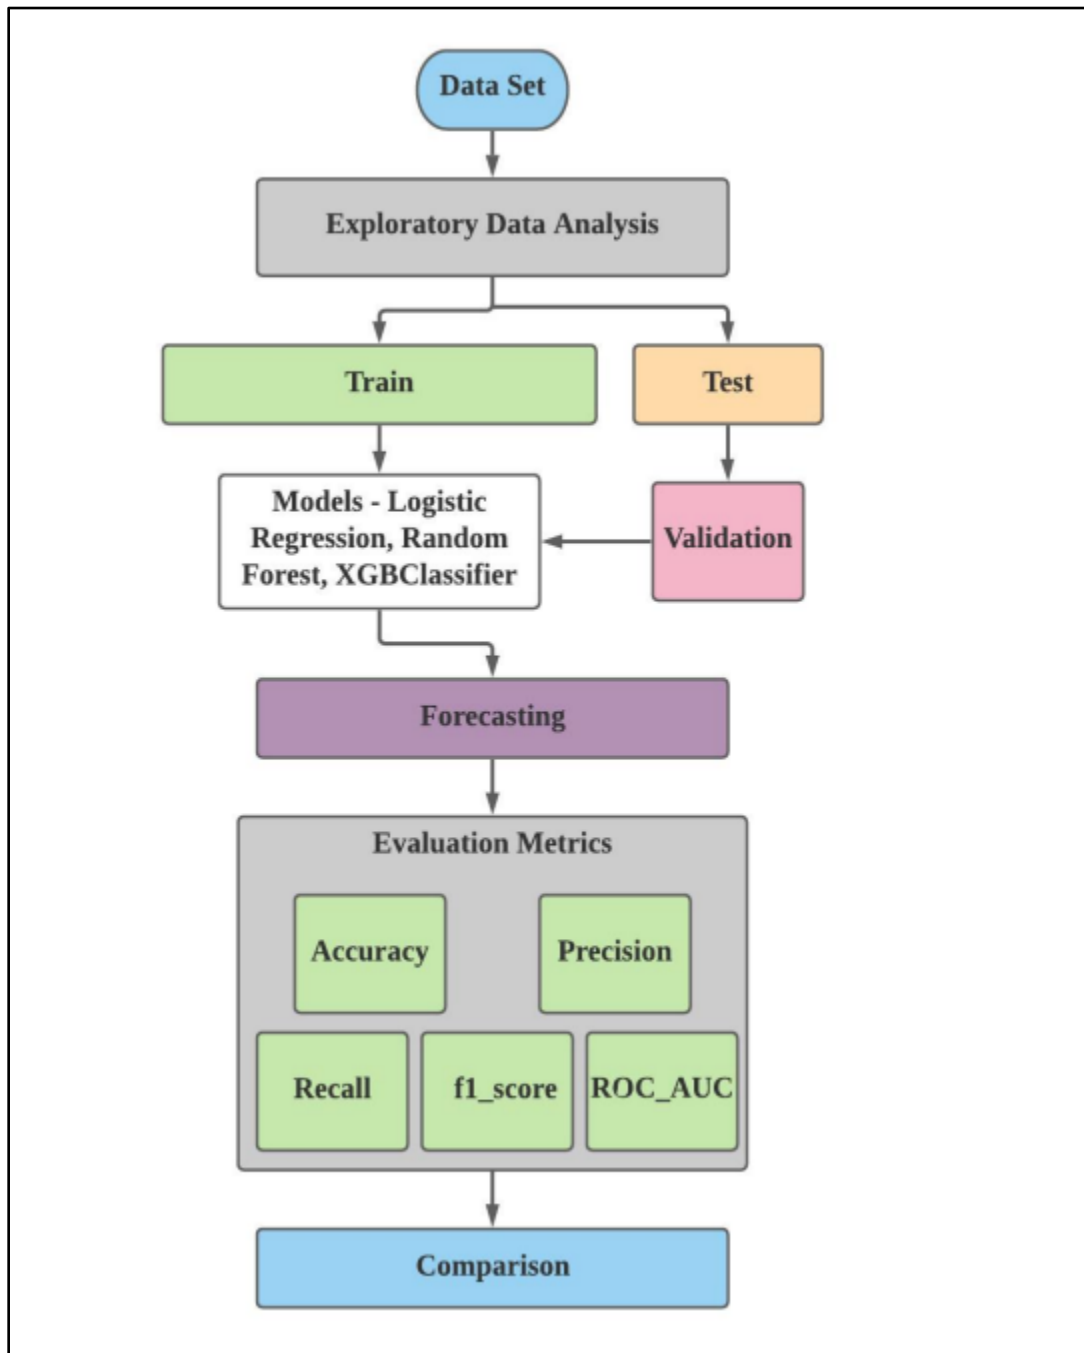 Data Set
Exploratory Data Analysis
Train
Test
Models - Logistic
Regression, Random
Forest, XGBClassifier
Validation
Forecasting
Evaluation Metrics
Accuracy
Precision
Recall
f1_score
ROC_AUC
Comparison